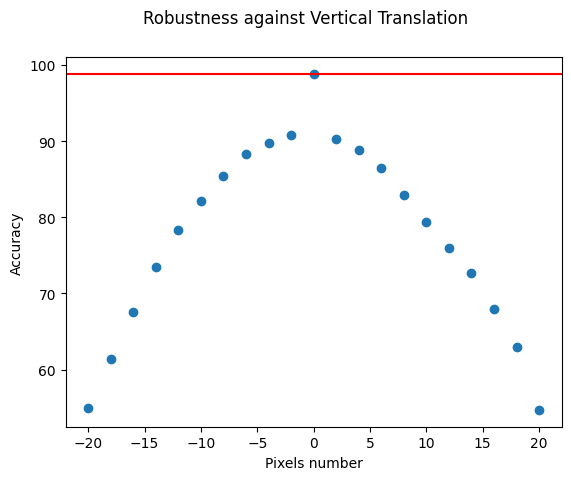 Robustness against Vertical Translation
100
90
80
70
60
Accuracy
−20 −15 −10 −5 0 5 10 15 20
Pixels number